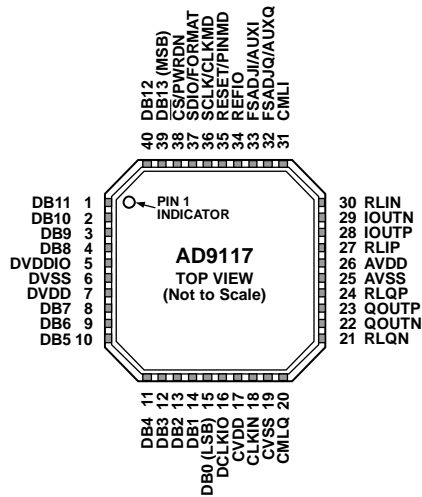 40 DB12
39 DB13 (MSB)
38 CS/PWRDN
37 SDIO/FORMAT
36 SCLK/CLKMD
35 RESET/PINMD
34 REFIO
33 FSADJI/AUXI
32 FSADJQ/AUXQ
31 CMLI
DB11 1
DB10 2
DB9 3
DB8 4
DVDDIO 5
DVSS 6
DVDD 7
DB7 8
DB6 9
DB5 10
PIN 1
INDICATOR
AD9117
TOP VIEW
(Not to Scale)
30 RLIN
29 IOUTN
28 IOUTP
27 RLIP
26 AVDD
25 AVSS
24 RLQP
23 QOUTP
22 QOUTN
21 RLQN
DB4 11
DB3 12
DB2 13
DB1 14
DB0 (LSB) 15
DCLKIO 16
CVDD 17
CLKIN 18
CVSS 19
CMLQ 20